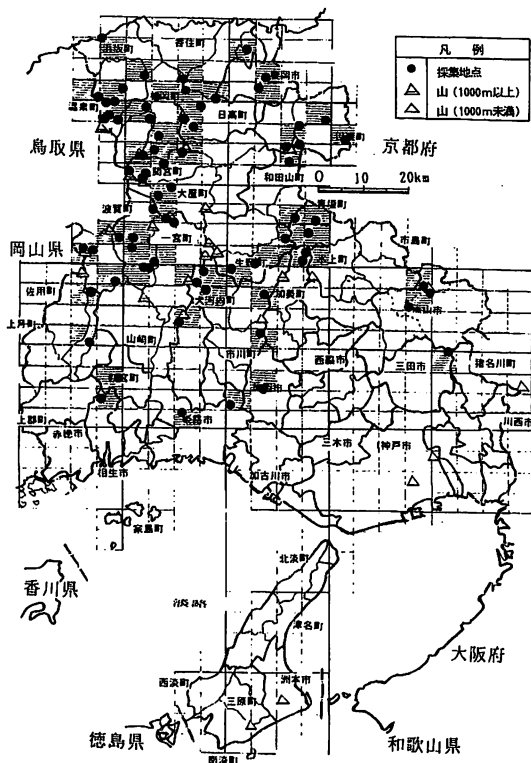 凡 例
採集地点
山 (1000m以上)
山 (1000m未満)
浜坂町
香住町
豊岡市
温泉町
日高町
鳥取県
京都府
関宮町
和田山町
0 10 20km
大屋町
波賀町
一宮町
市島町
岡山県
佐用町
加美町
上月町
山崎町
市川町
西脇市
三田市
猪名川町
上郡町
赤穂市
三木市
神戸市
川西市
相生市
加古川市
家島町
北淡町
香川県
津名町
大阪府
西淡町
洲本市
三原町
徳島県
南淡町
和歌山県